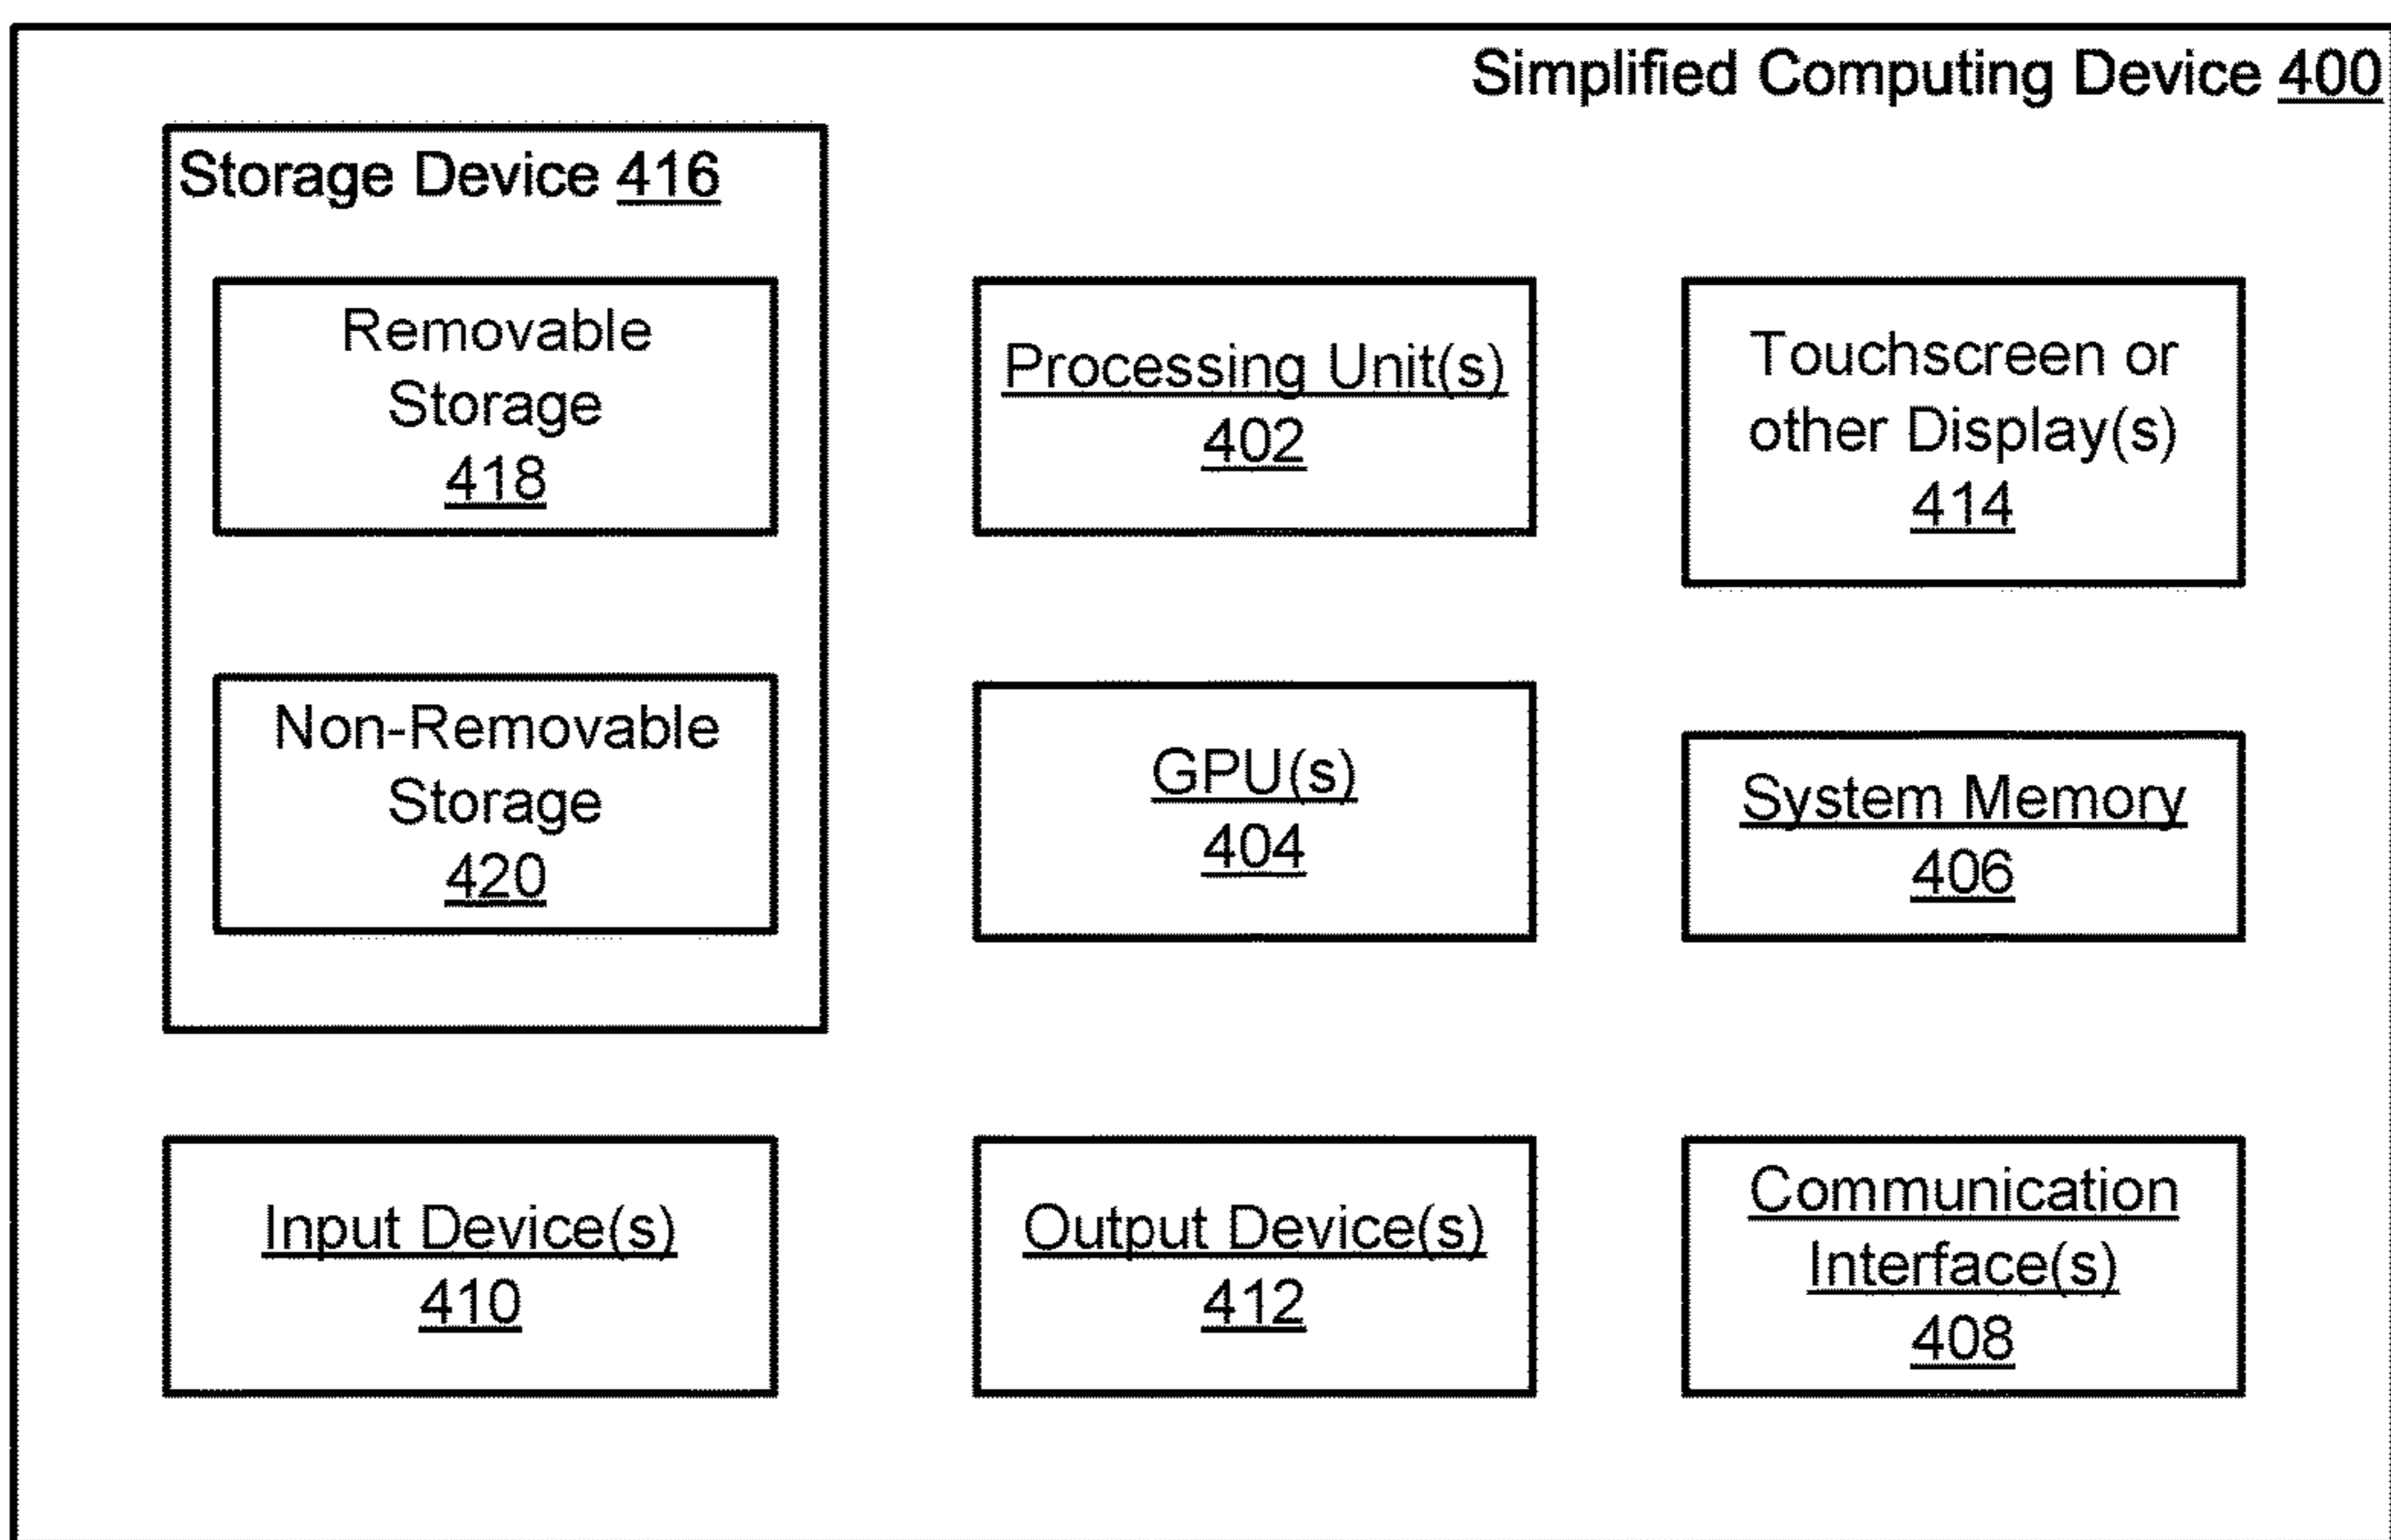 Simplified Computing Device 400
Storage Device 416
Removable
Storage
418
Processing Unit(s)
402
Touchscreen or
other Display(s)
414
Non-Removable
Storage
420
GPU(s)
404
System Memory
406
Input Device(s)
410
Output Device(s)
412
Communication
Interface(s)
408